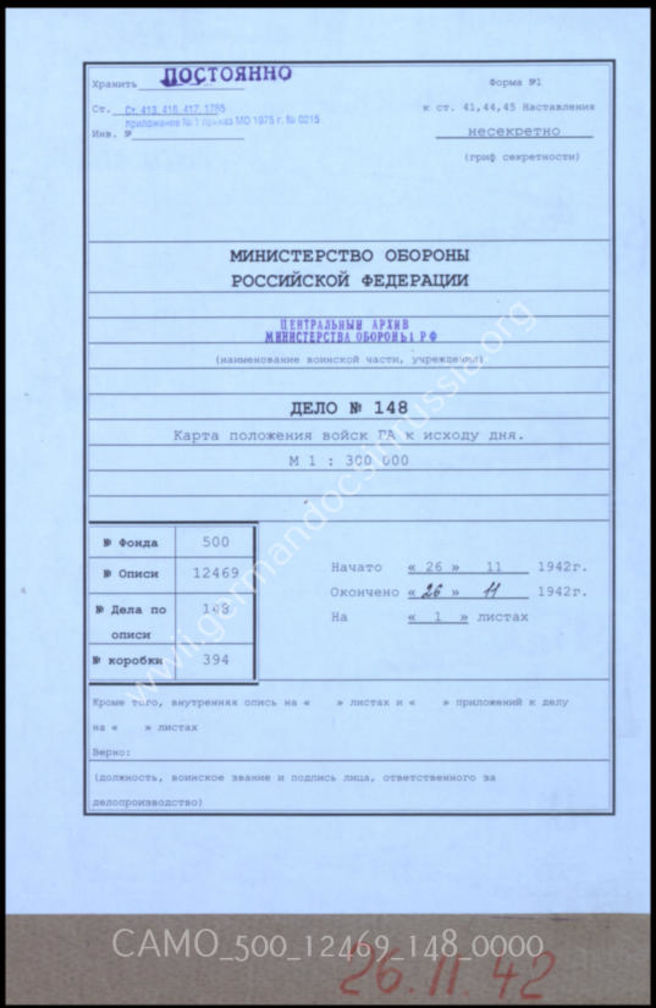 Хранить ПОСТОЯННО
Форма №1
Ст. Ст. 413, 416, 417, 1785
приложение №1 приказ МО 1975 г. № 0215
к ст. 41,44,45 Наставления
Инв. №
несекретно
(гриф секретности)
МИНИСТЕРСТВО ОБОРОНЫ
РОССИЙСКОЙ ФЕДЕРАЦИИ
ЦЕНТРАЛЬНЫЙ АРХИВ
МИНИСТЕРСТВА ОБОРОНЫ РФ
(наименование воинской части, учреждения)
ДЕЛО № 148
Карта положения войск ГА к исходу дня.
М 1 : 300 000
№ Фонда 500
№ Описи 12469
№ Дела по описи 148
№ коробки 394
Начато « 26 » 11 1942г.
Окончено « 26 » 11 1942г.
На « 1 » листах
Кроме того, внутренняя опись на « » листах и « » приложений к делу
на « » листах
Верно:
(должность, воинское звание и подпись лица, ответственного за
делопроизводство)
www.germandocsinrussia.org
CAMO_500_12469_148_0000
26.11.42